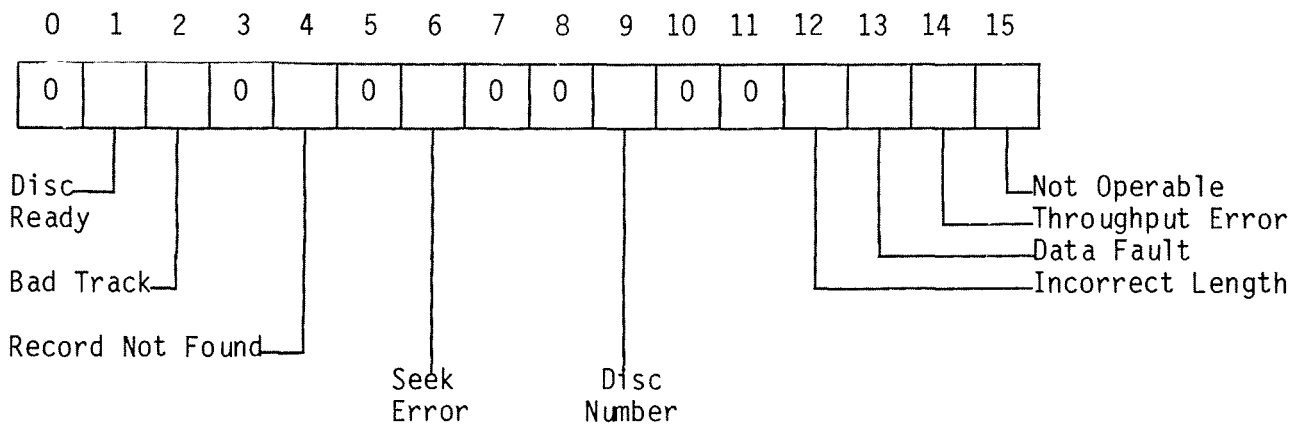 0 1 2 3 4 5 6 7 8 9 10 11 12 13 14 15
0 0 0 0 0 0 0
Disc
Ready
Not Operable
Throughput Error
Data Fault
Bad Track
Incorrect Length
Record Not Found
Seek
Error
Disc
Number